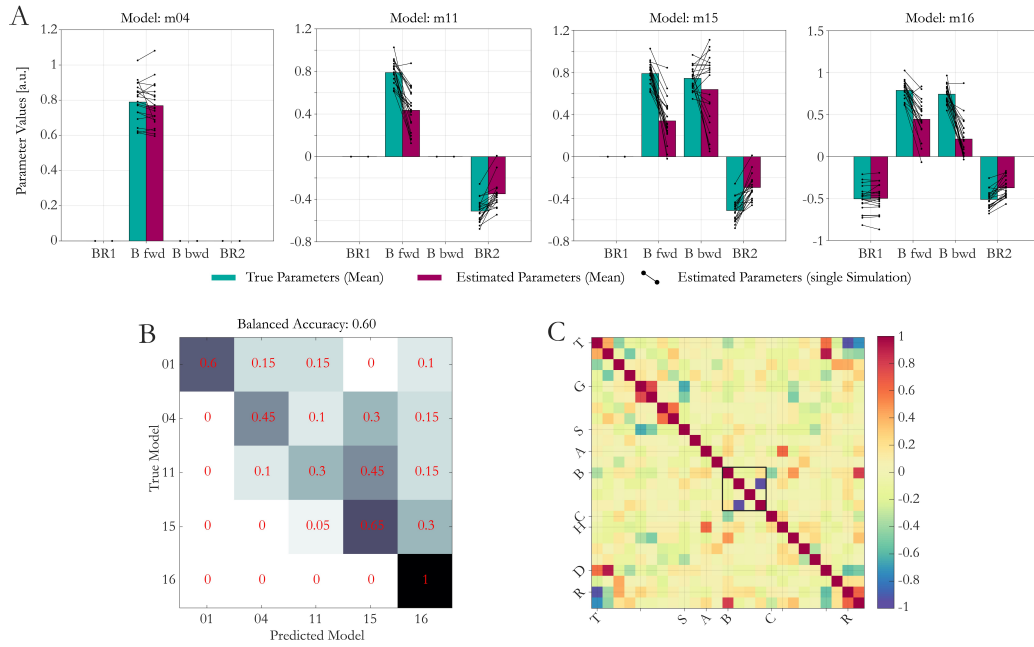 A
Model: m04
Model: m11
Model: m15
Model: m16
Parameter Values [a.u.]
1.2
1
0.8
0.6
0.4
0.2
0
BR1 B fwd B bwd BR2
0.8
0.4
0
-0.4
-0.8
BR1 B fwd B bwd BR2
0.8
0.4
0
-0.4
-0.8
BR1 B fwd B bwd BR2
1.5
1
0.5
0
-0.5
-1
BR1 B fwd B bwd BR2
True Parameters (Mean)
Estimated Parameters (Mean)
Estimated Parameters (single Simulation)
B
Balanced Accuracy: 0.60
True Model
01 0.6 0.15 0.15 0 0.1
04 0 0.45 0.1 0.3 0.15
11 0 0.1 0.3 0.45 0.15
15 0 0 0.05 0.65 0.3
16 0 0 0 0 1
01 04 11 15 16
Predicted Model
C
T
G
S
A
B
C
H
D
R
T S A B C R
1
0.8
0.6
0.4
0.2
0
-0.2
-0.4
-0.6
-0.8
-1